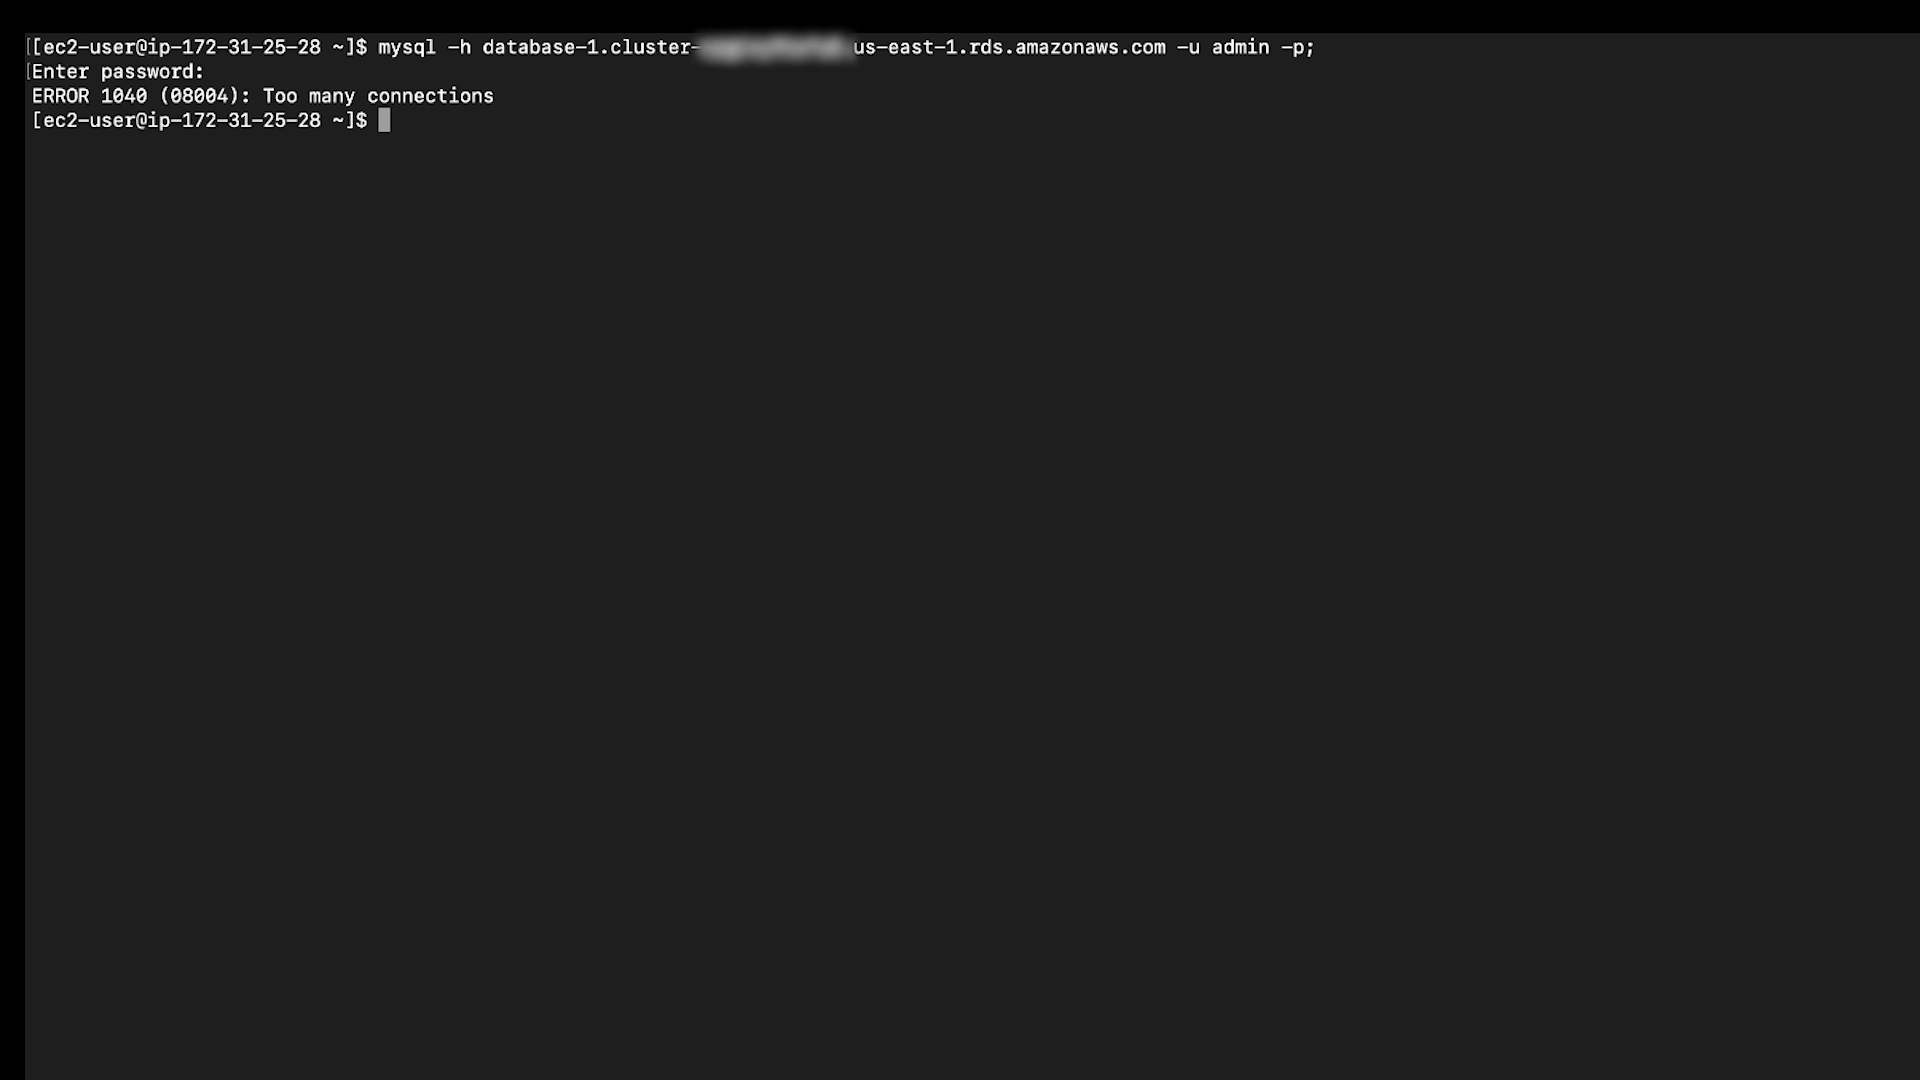 [[ec2-user@ip-172-31-25-28 ~]$ mysql -h database-1.cluster- us-east-1.rds.amazonaws.com -u admin -p;
[Enter password:
ERROR 1040 (08004): Too many connections
[ec2-user@ip-172-31-25-28 ~]$